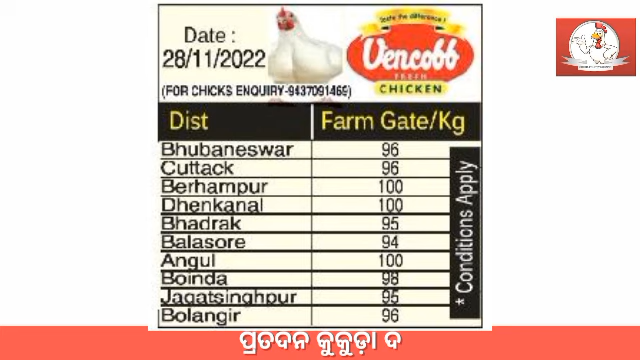 Date :
28/11/2022
Taste the difference !
Vencobb
FRESH
CHICKEN
(FOR CHICKS ENQUIRY-9437091469)
Dist Farm Gate/Kg
Bhubaneswar 96
Cuttack 96
Berhampur 100
Dhenkanal 100
Bhadrak 95
Balasore 94
Angul 100
Boinda 98
Jagatsinghpur 95
Bolangir 96
* Conditions Apply
ପ୍ରତଦନ କୁକୁଡ଼ା ଦ